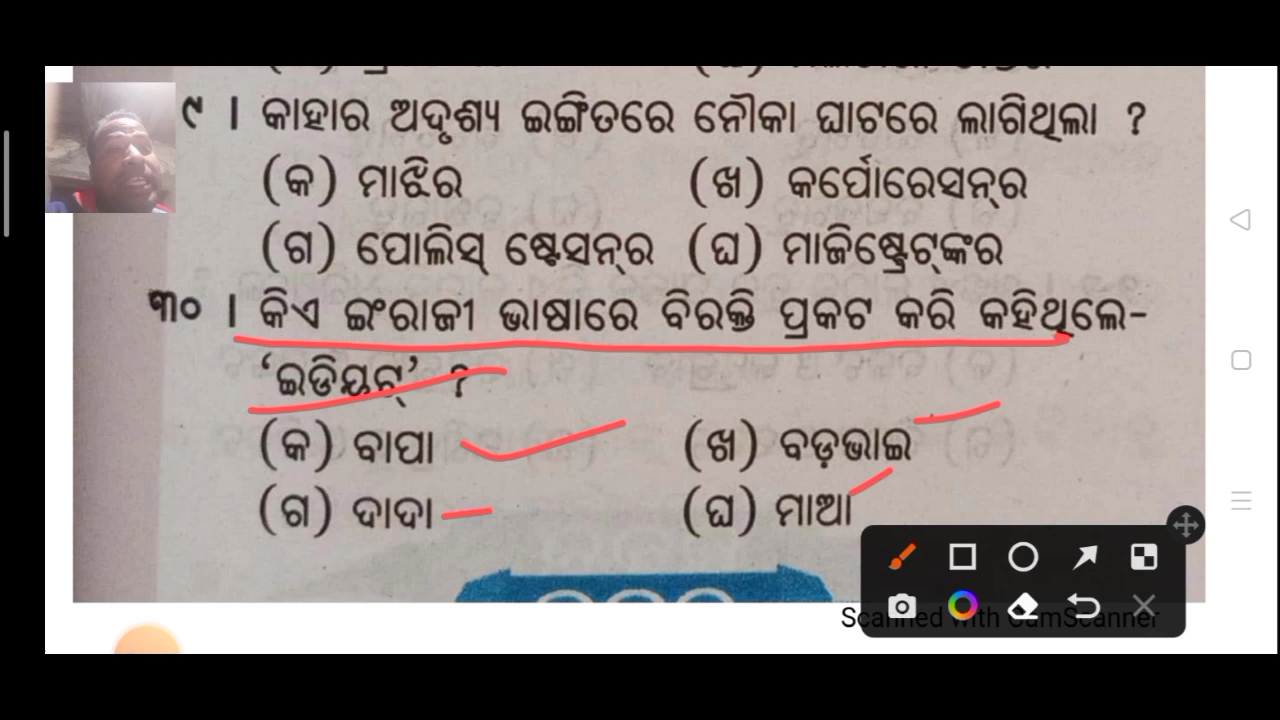 ୯ । କାହାର ଅଦୃଶ୍ୟ ଇଙ୍ଗିତରେ ନୌକା ଘାଟରେ ଲାଗିଥିଲା ?
(କ) ମାଝିର (ଖ) କର୍ପୋରେସନ୍‌ର
(ଗ) ପୋଲିସ୍ ଷ୍ଟେସନ୍‌ର (ଘ) ମାଜିଷ୍ଟ୍ରେଟ୍‌ଙ୍କର
୩୦ । କିଏ ଇଂରାଜୀ ଭାଷାରେ ବିରକ୍ତି ପ୍ରକଟ କରି କହିଥିଲେ-
‘ଇଡିୟଟ୍’ ?
(କ) ବାପା (ଖ) ବଡ଼ଭାଇ
(ଗ) ଦାଦା (ଘ) ମାଆ
Scanned with CamScanner